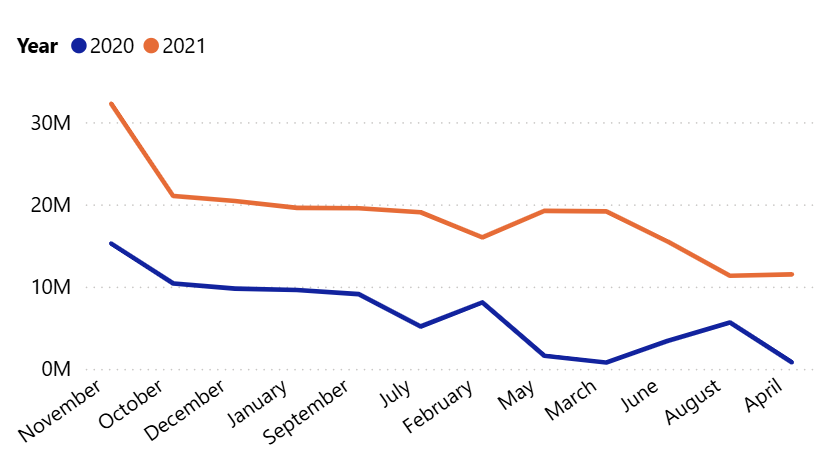 Year 2020 2021
30M
20M
10M
0M
November October December January September July February May March June August April